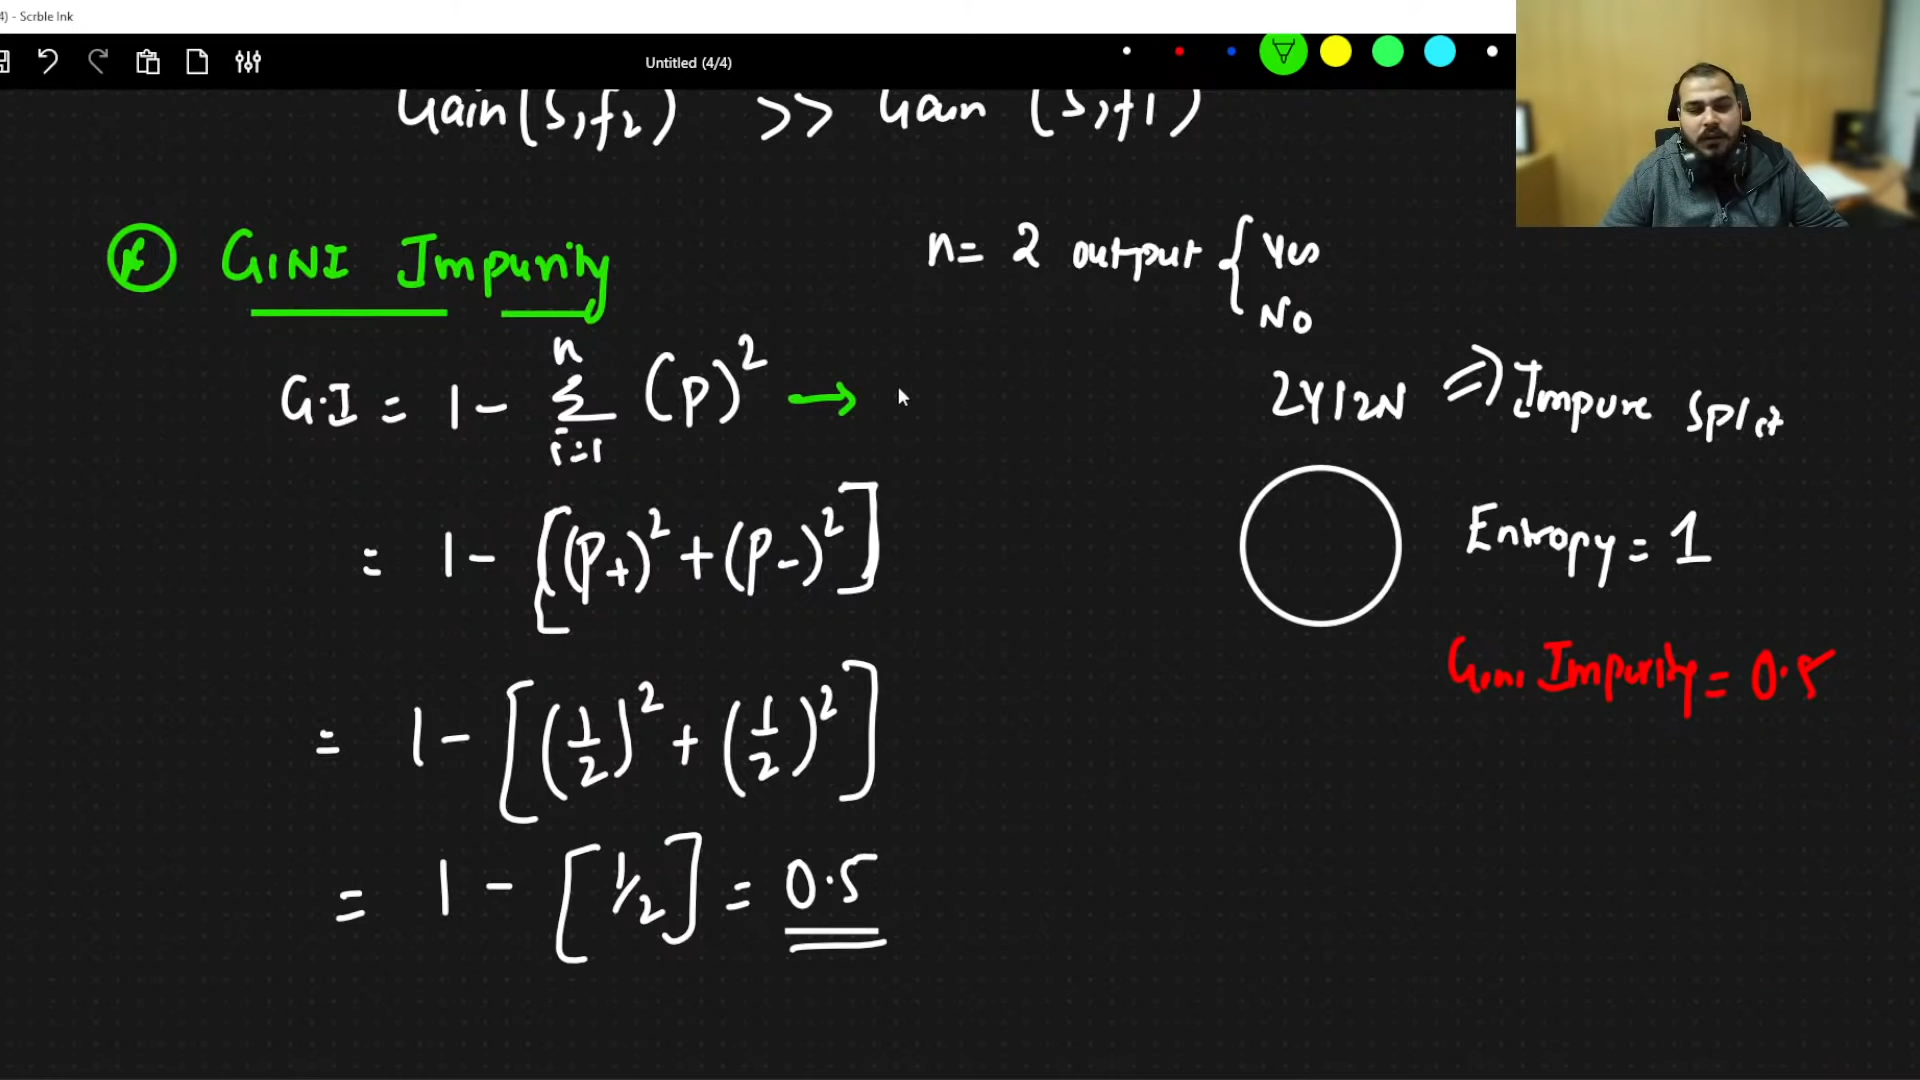 4) - Scrble Ink
Untitled (4/4)
Gain(S,f2) >> Gain (S,f1)
GINI Impurity
n= 2 output { Yes
No
G.I = 1 - n Σ i=1 (p)² →
2Y|2N ⇒ Impure Split
= 1 - [(p+)² + (p-)²]
Entropy = 1
Gini Impurity = 0.5
= 1 - [(1/2)² + (1/2)²]
= 1 - [1/2] = 0.5